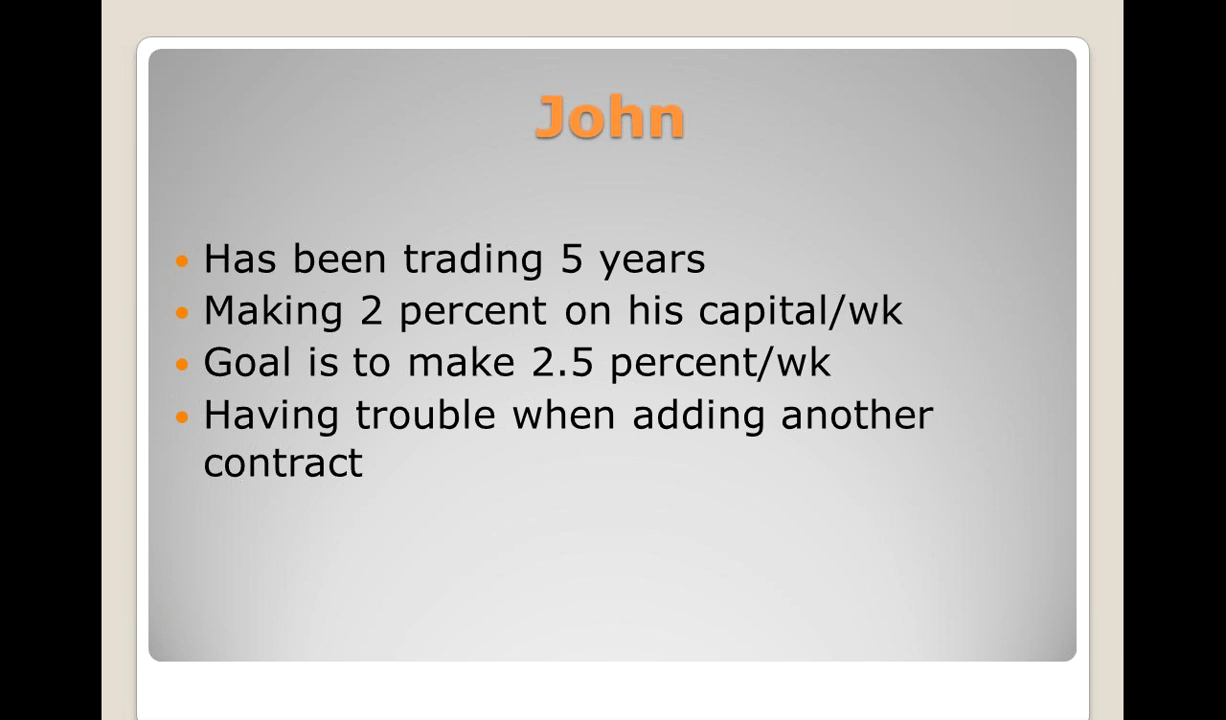 John
• Has been trading 5 years
• Making 2 percent on his capital/wk
• Goal is to make 2.5 percent/wk
• Having trouble when adding another
contract